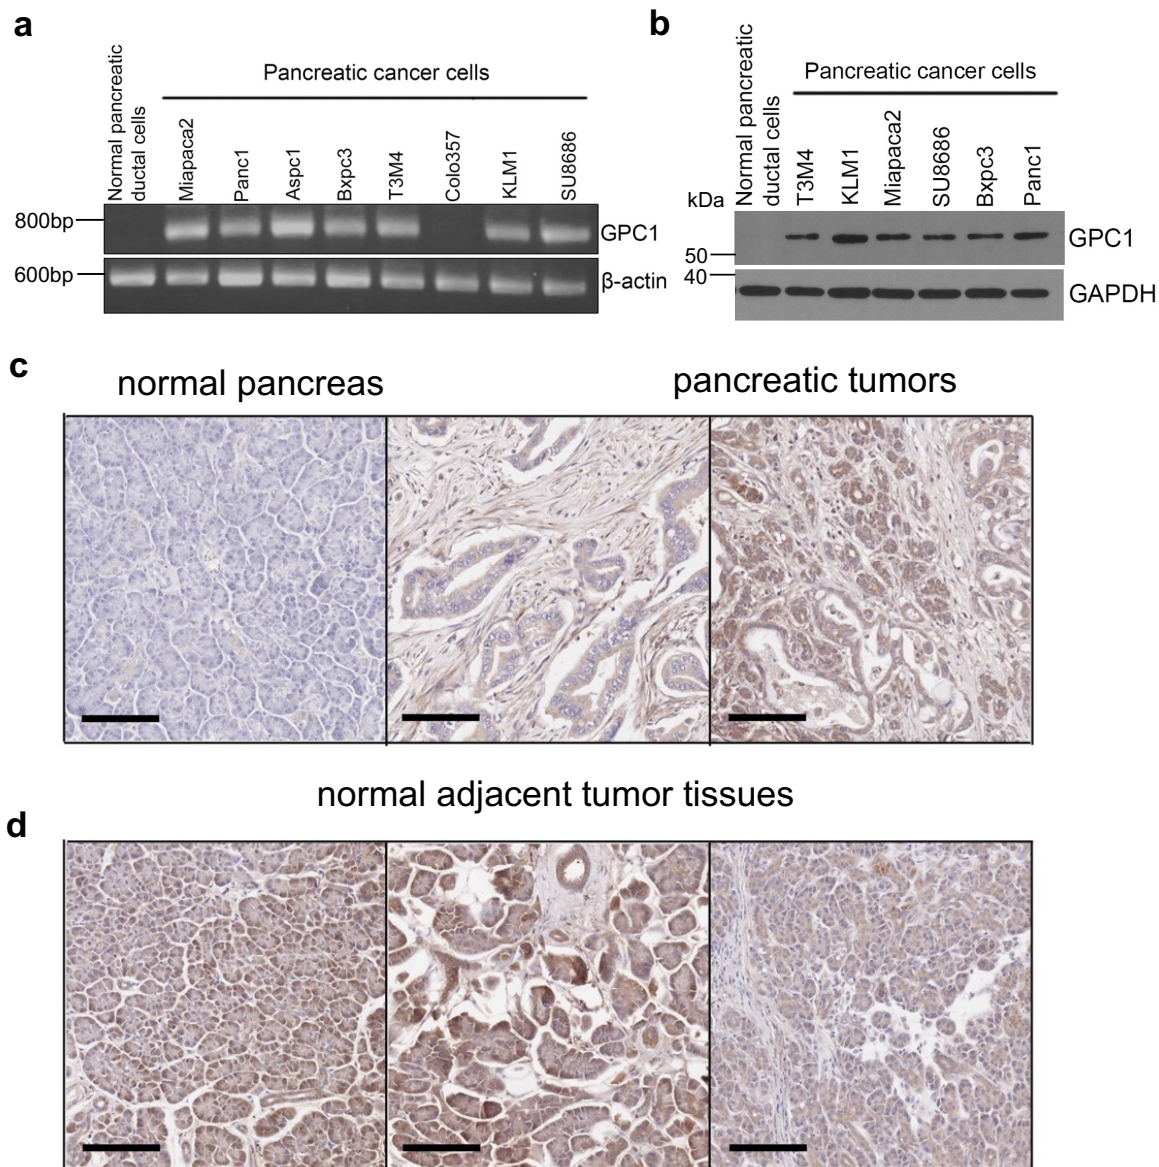 a
Pancreatic cancer cells
Normal pancreatic
ductal cells
Miapaca2
Panc1
Aspc1
Bxpc3
T3M4
Colo357
KLM1
SU8686
800bp
GPC1
600bp
β-actin
b
Pancreatic cancer cells
Normal pancreatic
ductal cells
T3M4
KLM1
Miapaca2
SU8686
Bxpc3
Panc1
kDa
50
GPC1
40
GAPDH
c
normal pancreas
pancreatic tumors
normal adjacent tumor tissues
d